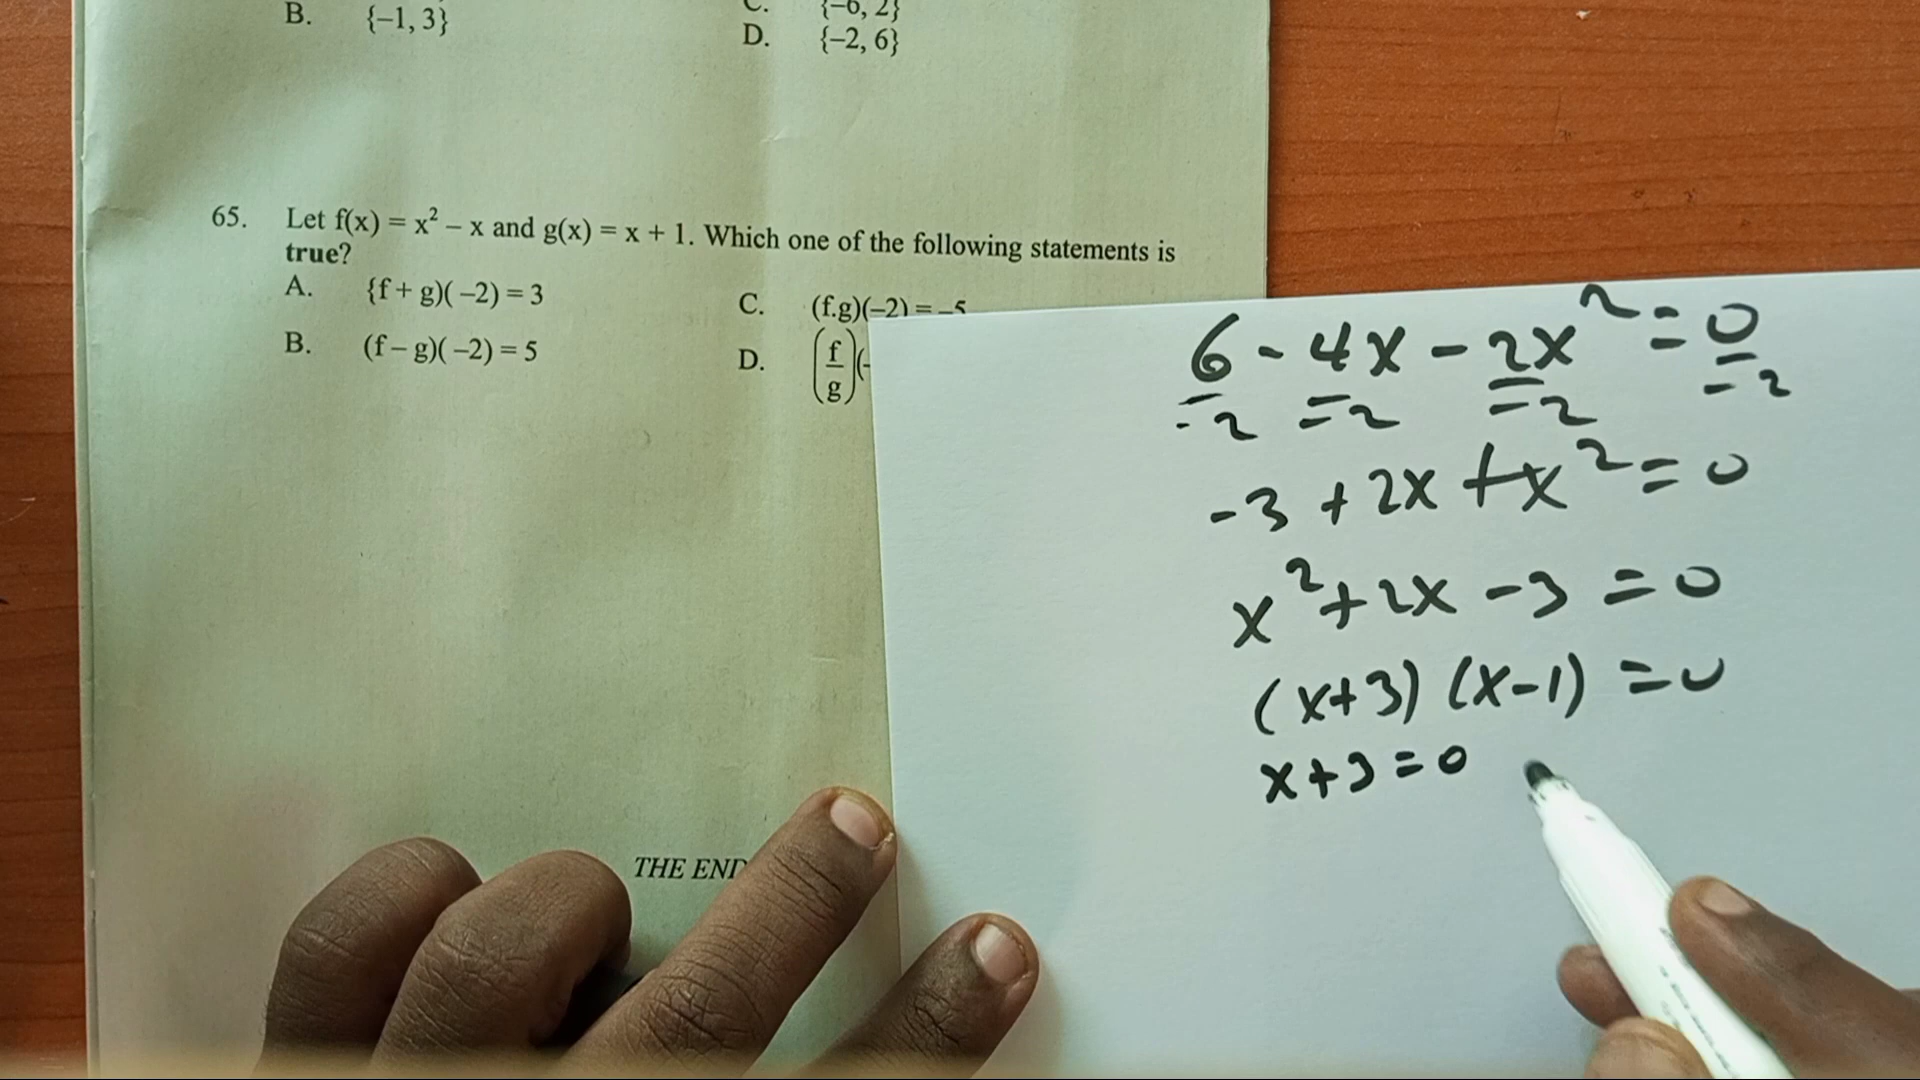 B. {–1, 3}
C. {–6, 2}
D. {–2, 6}
65. Let f(x) = x² – x and g(x) = x + 1. Which one of the following statements is
true?
A. {f + g)( –2) = 3
B. (f – g)( –2) = 5
C. (f.g)(–2) = –5
D. (f/g)(-
THE END
6 - 4x - 2x² = 0
-2 -2 -2 -2
-3 + 2x + x² = 0
x² + 2x - 3 = 0
(x+3) (x-1) = 0
x+3 = 0